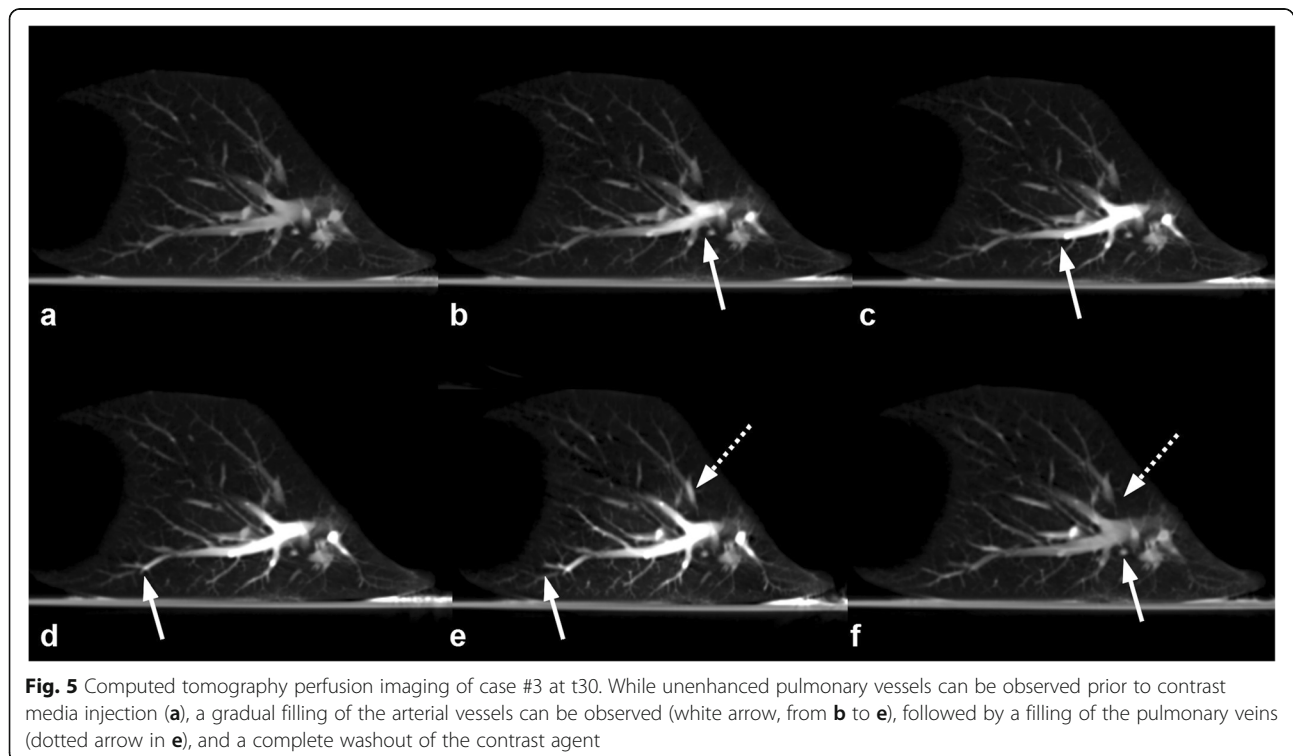 a
b
c
d
e
f
Fig. 5 Computed tomography perfusion imaging of case #3 at t30. While unenhanced pulmonary vessels can be observed prior to contrast
media injection (a), a gradual filling of the arterial vessels can be observed (white arrow, from b to e), followed by a filling of the pulmonary veins
(dotted arrow in e), and a complete washout of the contrast agent